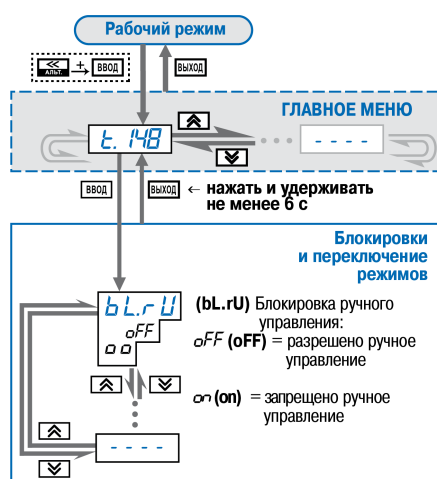 Рабочий режим
АЛЬТ. + ВВОД
ВЫХОД
ГЛАВНОЕ МЕНЮ
t. 148
- - - -
ВВОД
ВЫХОД ← нажать и удерживать
не менее 6 с
Блокировки
и переключение
режимов
bL.rU
oFF
00
(bL.rU) Блокировка ручного
управления:
oFF (oFF) = разрешено ручное
управление
on (on) = запрещено ручное
управление
- - - -